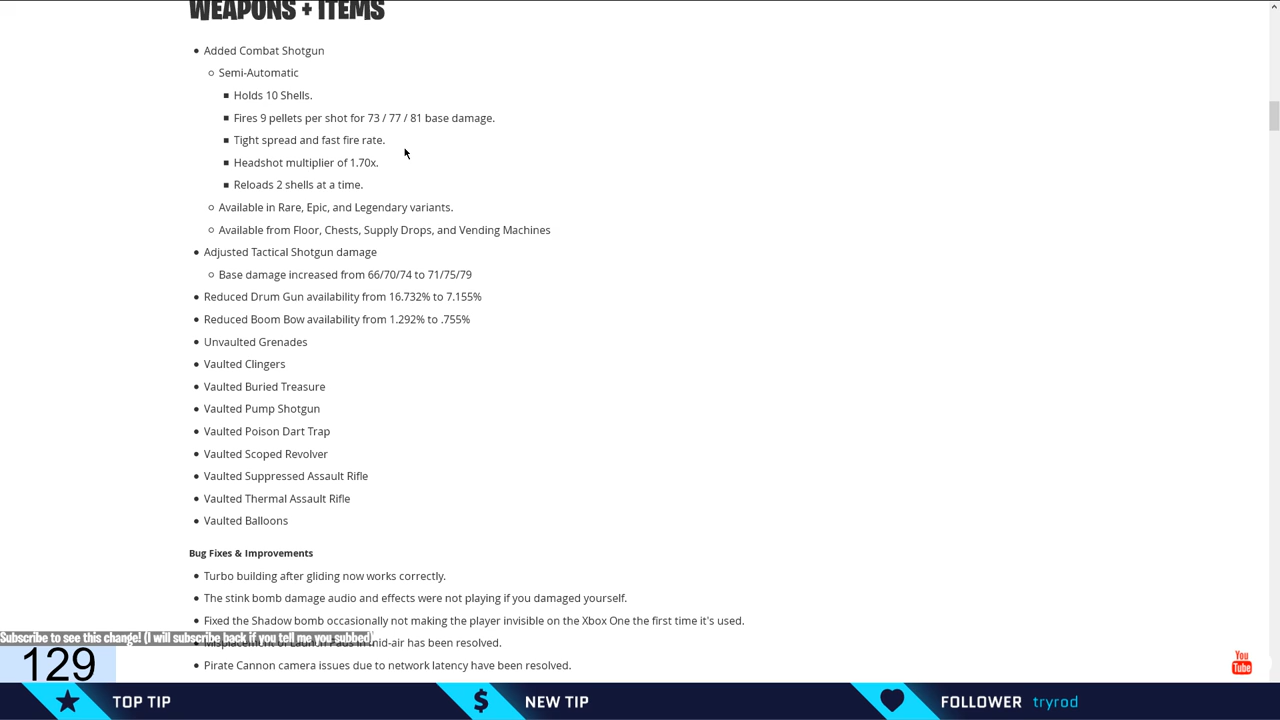 WEAPONS + ITEMS
Added Combat Shotgun
Semi-Automatic
Holds 10 Shells.
Fires 9 pellets per shot for 73 / 77 / 81 base damage.
Tight spread and fast fire rate.
Headshot multiplier of 1.70x.
Reloads 2 shells at a time.
Available in Rare, Epic, and Legendary variants.
Available from Floor, Chests, Supply Drops, and Vending Machines
Adjusted Tactical Shotgun damage
Base damage increased from 66/70/74 to 71/75/79
Reduced Drum Gun availability from 16.732% to 7.155%
Reduced Boom Bow availability from 1.292% to .755%
Unvaulted Grenades
Vaulted Clingers
Vaulted Buried Treasure
Vaulted Pump Shotgun
Vaulted Poison Dart Trap
Vaulted Scoped Revolver
Vaulted Suppressed Assault Rifle
Vaulted Thermal Assault Rifle
Vaulted Balloons
Bug Fixes & Improvements
Turbo building after gliding now works correctly.
The stink bomb damage audio and effects were not playing if you damaged yourself.
Fixed the Shadow bomb occasionally not making the player invisible on the Xbox One the first time it's used.
Subscribe to see this change! (I will subscribe back if you tell me you subbed)
Misplacement of Launch Pads in mid-air has been resolved.
129
Pirate Cannon camera issues due to network latency have been resolved.
You Tube
TOP TIP
NEW TIP
FOLLOWER tryrod